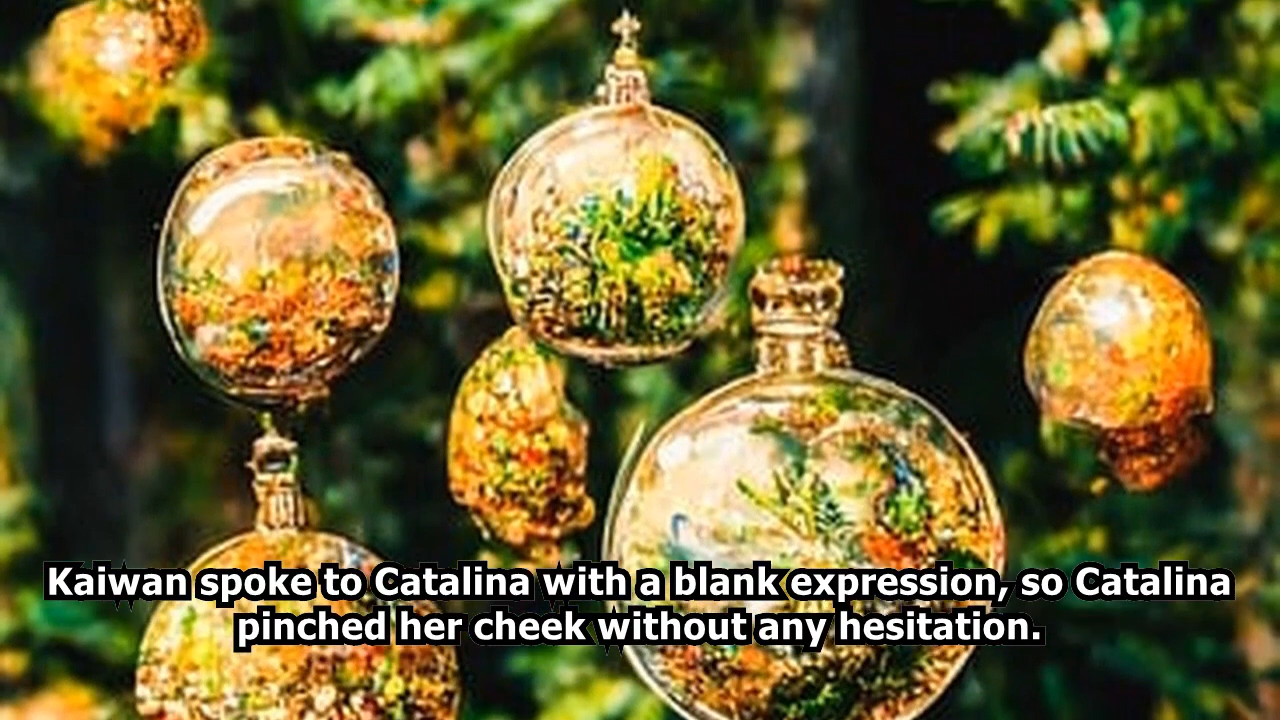 Kaiwan spoke to Catalina with a blank expression, so Catalina
pinched her cheek without any hesitation.